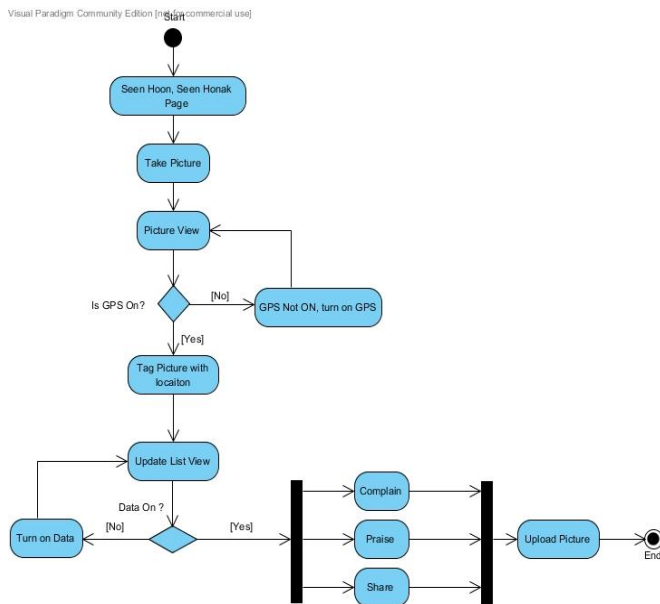 Visual Paradigm Community Edition [not for commercial use]
Start
Seen Hoon, Seen Honak
Page
Take Picture
Picture View
Is GPS On?
[No]
GPS Not ON, turn on GPS
[Yes]
Tag Picture with
locaiton
Update List View
Data On ?
[No]
[Yes]
Turn on Data
Complain
Praise
Share
Upload Picture
End